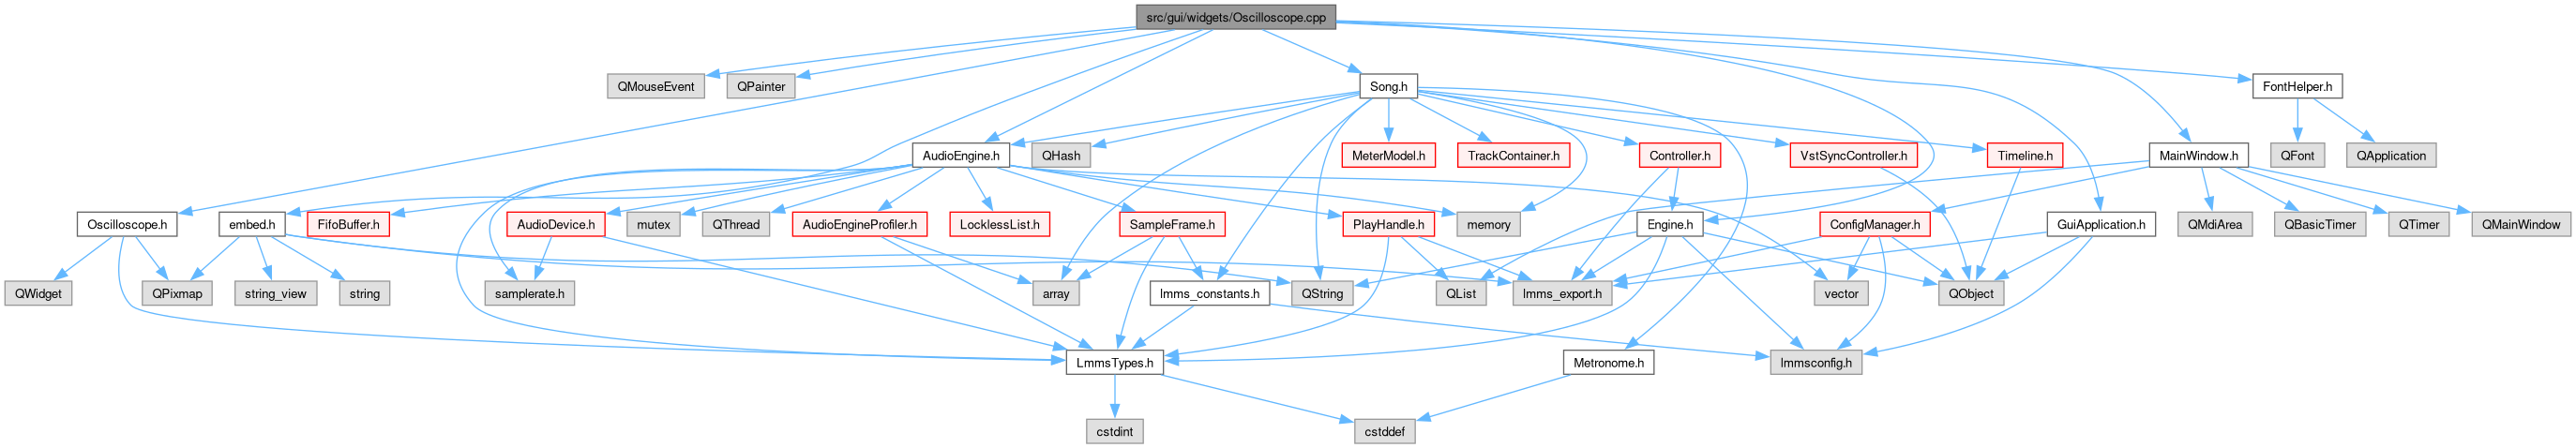 src/gui/widgets/Oscilloscope.cpp
QMouseEvent
QPainter
Song.h
FontHelper.h
AudioEngine.h
QHash
MeterModel.h
TrackContainer.h
Controller.h
VstSyncController.h
Timeline.h
MainWindow.h
QFont
QApplication
Oscilloscope.h
embed.h
FifoBuffer.h
AudioDevice.h
mutex
QThread
AudioEngineProfiler.h
LocklessList.h
SampleFrame.h
PlayHandle.h
memory
Engine.h
ConfigManager.h
GuiApplication.h
QMdiArea
QBasicTimer
QTimer
QMainWindow
QWidget
QPixmap
string_view
string
samplerate.h
array
lmms_constants.h
QString
QList
lmms_export.h
vector
QObject
LmmsTypes.h
Metronome.h
lmmsconfig.h
cstdint
cstddef